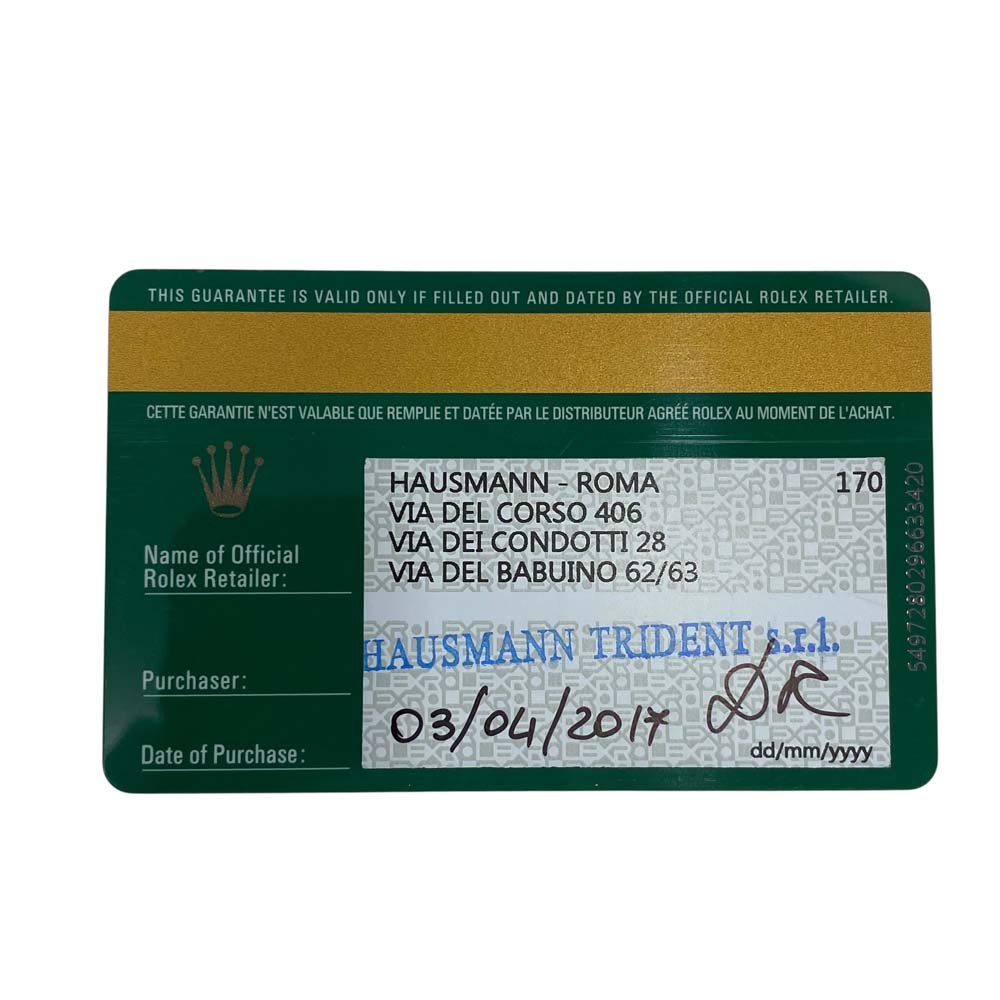 THIS GUARANTEE IS VALID ONLY IF FILLED OUT AND DATED BY THE OFFICIAL ROLEX RETAILER.
CETTE GARANTIE N'EST VALABLE QUE REMPLIE ET DATÉE PAR LE DISTRIBUTEUR AGRÉÉ ROLEX AU MOMENT DE L'ACHAT.
HAUSMANN - ROMA 170
VIA DEL CORSO 406
VIA DEI CONDOTTI 28
VIA DEL BABUINO 62/63
Name of Official
Rolex Retailer:
HAUSMANN TRIDENT s.r.l.
Purchaser:
03/04/2017 DR
dd/mm/yyyy
Date of Purchase:
5497280296633420